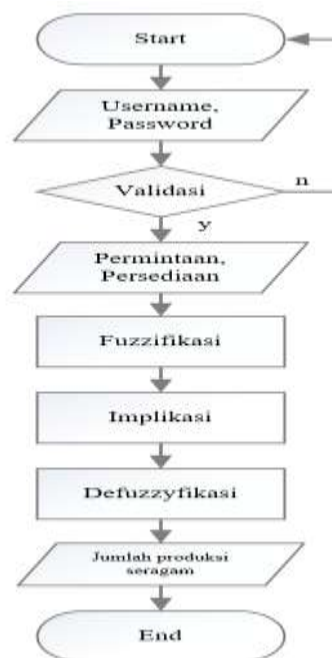 Start
Username,
Password
Validasi
n
y
Permintaan,
Persediaan
Fuzzifikasi
Implikasi
Defuzzyfikasi
Jumlah produksi
seragam
End